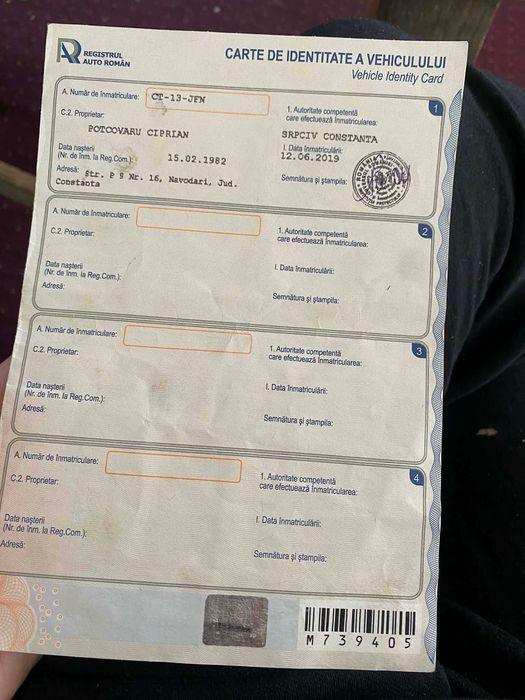 REGISTRUL
AUTO ROMÂN
CARTE DE IDENTITATE A VEHICULULUI
Vehicle Identity Card
1
A. Număr de înmatriculare: CT-13-JFN
C.2. Proprietar:
POTCOVARU CIPRIAN
1. Autoritate competentă
care efectuează înmatricularea:
SRPCIV CONSTANTA
Data nașterii
(Nr. de înm. la Reg.Com.): 15.02.1982
I. Data înmatriculării:
12.06.2019
Adresă: Str. P 9 Nr. 16, Navodari, Jud.
Constanta
Semnătura și ștampila:
2
A. Număr de înmatriculare:
C.2. Proprietar:
1. Autoritate competentă
care efectuează înmatricularea:
Data nașterii
(Nr. de înm. la Reg.Com.):
I. Data înmatriculării:
Adresă:
Semnătura și ștampila:
3
A. Număr de înmatriculare:
C.2. Proprietar:
1. Autoritate competentă
care efectuează înmatricularea:
Data nașterii
(Nr. de înm. la Reg.Com.):
I. Data înmatriculării:
Adresă:
Semnătura și ștampila:
4
A. Număr de înmatriculare:
C.2. Proprietar:
1. Autoritate competentă
care efectuează înmatricularea:
Data nașterii
(Nr. de înm. la Reg.Com.):
I. Data înmatriculării:
Adresă:
Semnătura și ștampila:
M739405